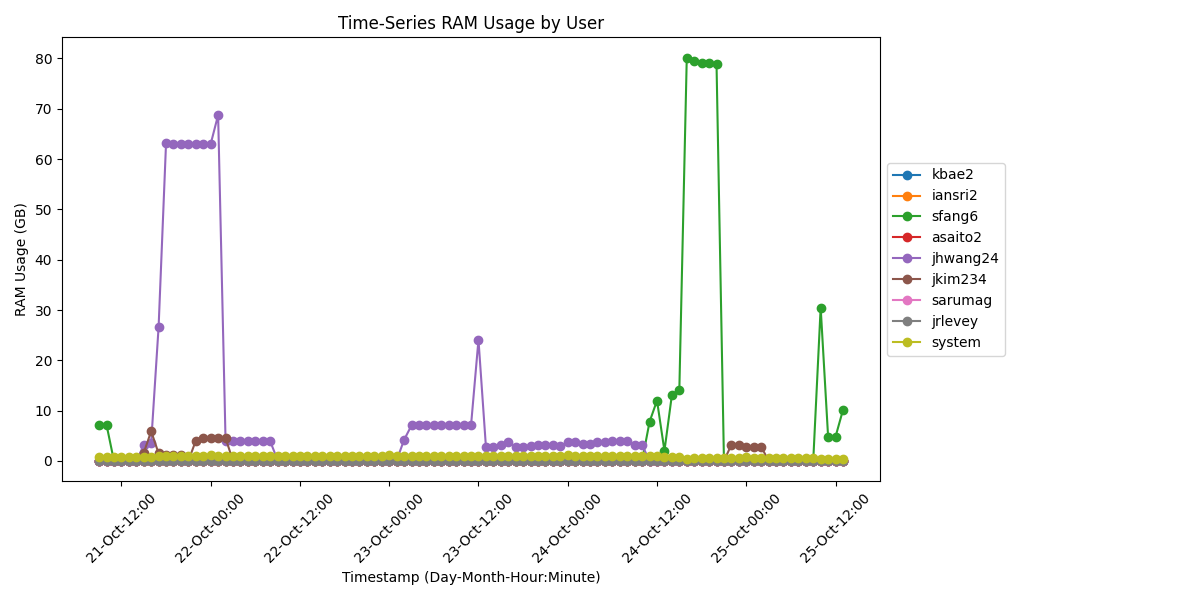 Time-Series RAM Usage by User
RAM Usage (GB)
80
70
60
50
40
30
20
10
0
21-Oct-12:00
22-Oct-00:00
22-Oct-12:00
23-Oct-00:00
23-Oct-12:00
24-Oct-00:00
24-Oct-12:00
25-Oct-00:00
25-Oct-12:00
Timestamp (Day-Month-Hour:Minute)
kbae2
iansri2
sfang6
asaito2
jhwang24
jkim234
sarumag
jrlevey
system